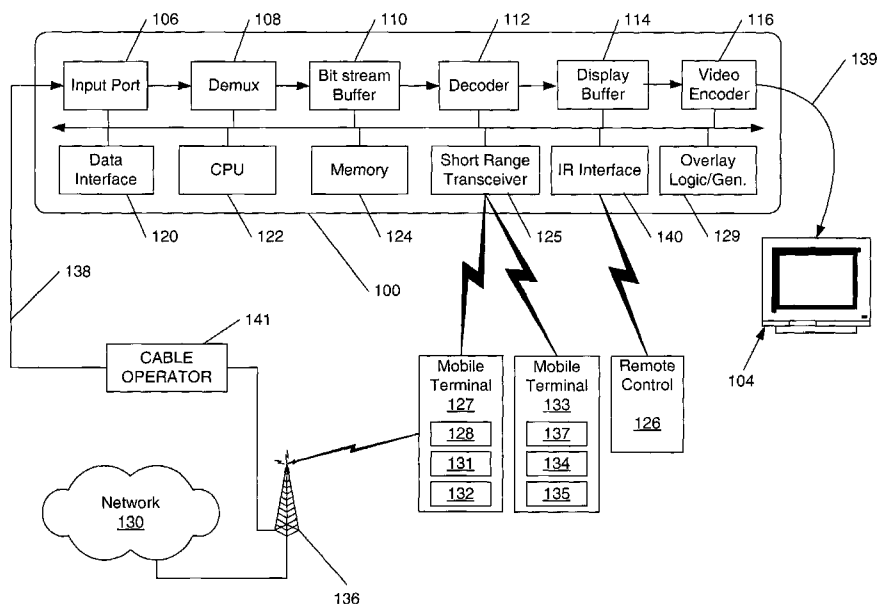 106
108
110
112
114
116
139
Input Port
Demux
Bit stream
Buffer
Decoder
Display
Buffer
Video
Encoder
Data
Interface
CPU
Memory
Short Range
Transceiver
IR Interface
Overlay
Logic/Gen.
120
122
124
125
140
129
138
100
141
CABLE
OPERATOR
104
Mobile
Terminal
127
128
131
132
Mobile
Terminal
133
137
134
135
Remote
Control
126
Network
130
136